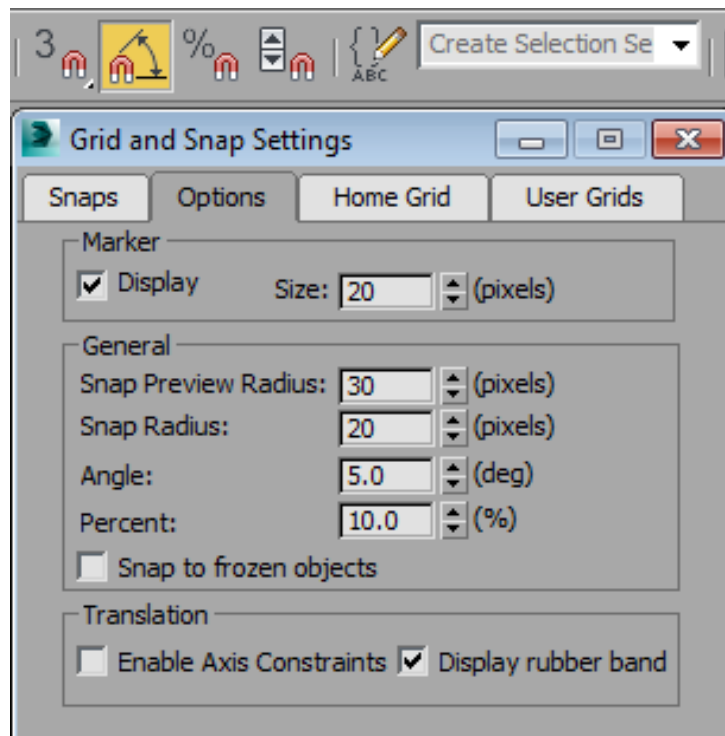 3 % { } ABC Create Selection Se
Grid and Snap Settings
Snaps Options Home Grid User Grids
Marker
Display Size: 20 (pixels)
General
Snap Preview Radius: 30 (pixels)
Snap Radius: 20 (pixels)
Angle: 5.0 (deg)
Percent: 10.0 (%)
Snap to frozen objects
Translation
Enable Axis Constraints Display rubber band